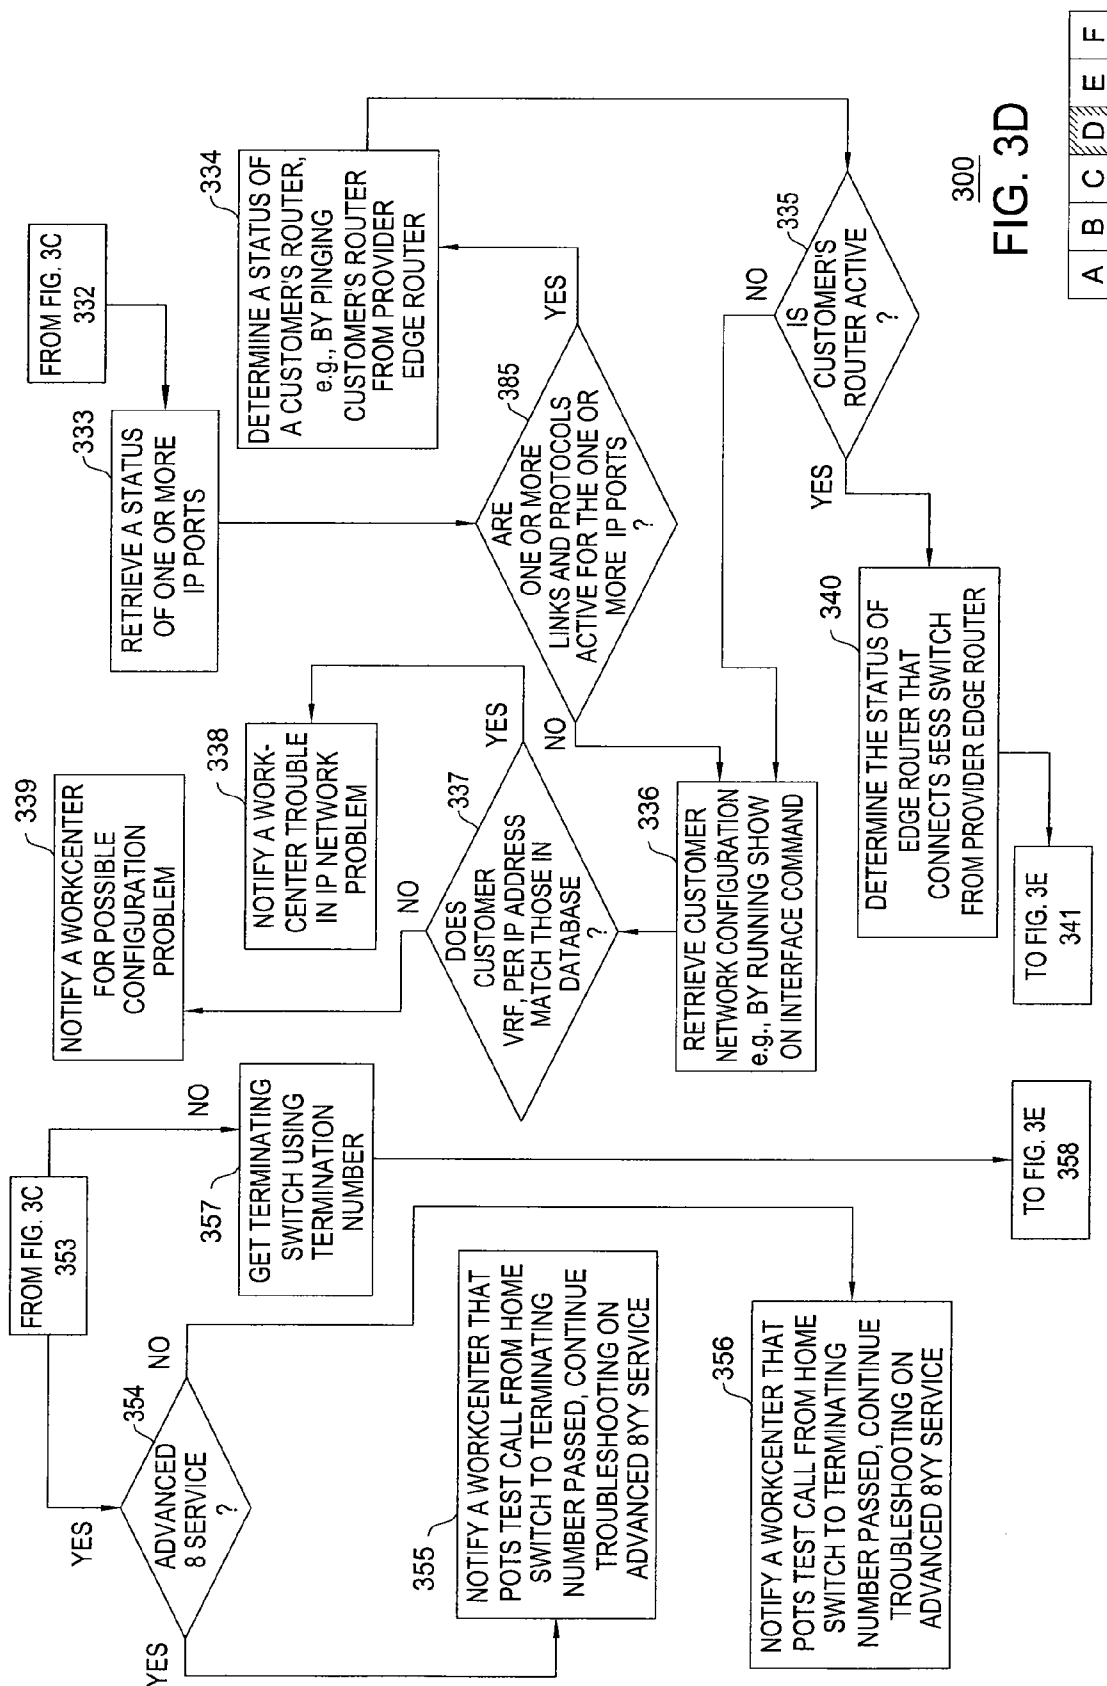 FROM FIG. 3C
353
YES
NO
354
ADVANCED
8 SERVICE
?
YES
NO
355
NOTIFY A WORKCENTER THAT
POTS TEST CALL FROM HOME
SWITCH TO TERMINATING
NUMBER PASSED, CONTINUE
TROUBLESHOOTING ON
ADVANCED 8YY SERVICE
356
NOTIFY A WORKCENTER THAT
POTS TEST CALL FROM HOME
SWITCH TO TERMINATING
NUMBER PASSED, CONTINUE
TROUBLESHOOTING ON
ADVANCED 8YY SERVICE
357
GET TERMINATING
SWITCH USING
TERMINATION
NUMBER
TO FIG. 3E
358
339
NOTIFY A WORKCENTER
FOR POSSIBLE
CONFIGURATION
PROBLEM
338
NOTIFY A WORK-
CENTER TROUBLE
IN IP NETWORK
PROBLEM
NO
YES
337
DOES
CUSTOMER
VRF, PER IP ADDRESS
MATCH THOSE IN
DATABASE
?
336
RETRIEVE CUSTOMER
NETWORK CONFIGURATION
e.g., BY RUNNING SHOW
ON INTERFACE COMMAND
FROM FIG. 3C
332
333
RETRIEVE A STATUS
OF ONE OR MORE
IP PORTS
385
ARE
ONE OR MORE
LINKS AND PROTOCOLS
ACTIVE FOR THE ONE OR
MORE IP PORTS
?
NO
YES
334
DETERMINE A STATUS OF
A CUSTOMER'S ROUTER,
e.g., BY PINGING
CUSTOMER'S ROUTER
FROM PROVIDER
EDGE ROUTER
335
IS
CUSTOMER'S
ROUTER ACTIVE
?
NO
YES
340
DETERMINE THE STATUS OF
EDGE ROUTER THAT
CONNECTS 5ESS SWITCH
FROM PROVIDER EDGE ROUTER
TO FIG. 3E
341
300
FIG. 3D
A B C D E F